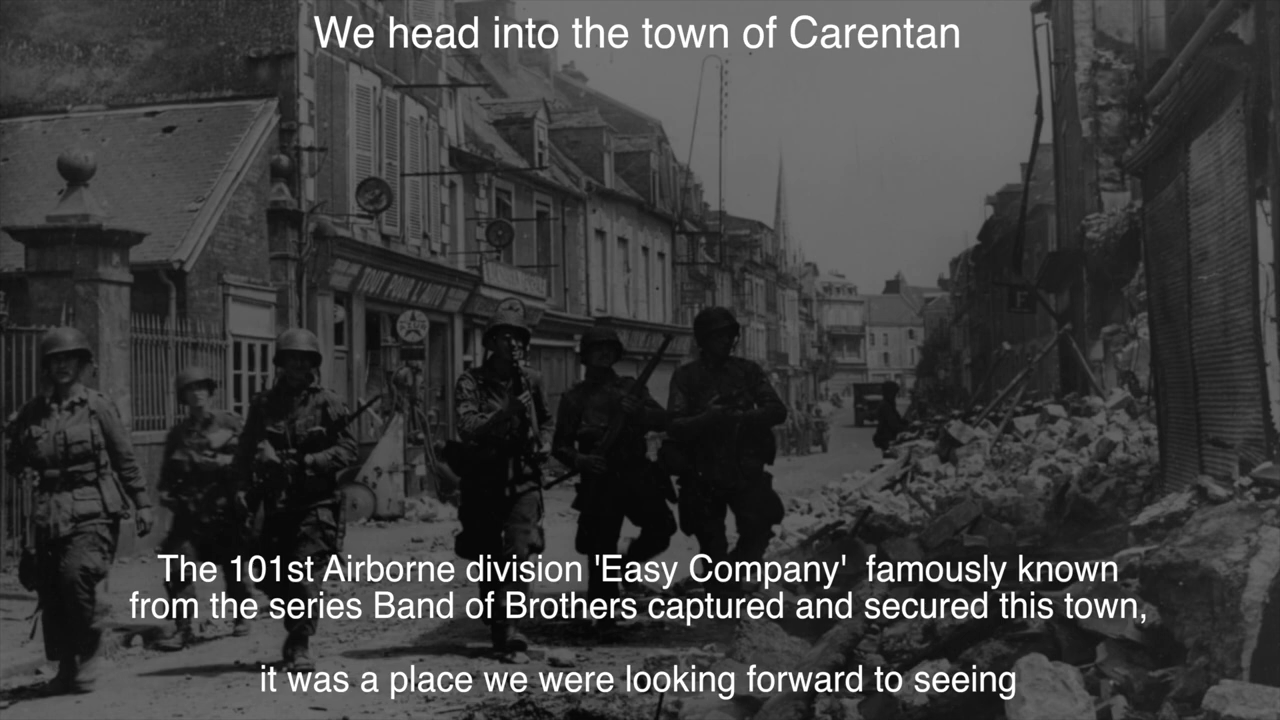 We head into the town of Carentan
The 101st Airborne division 'Easy Company'  famously known
from the series Band of Brothers captured and secured this town,
it was a place we were looking forward to seeing